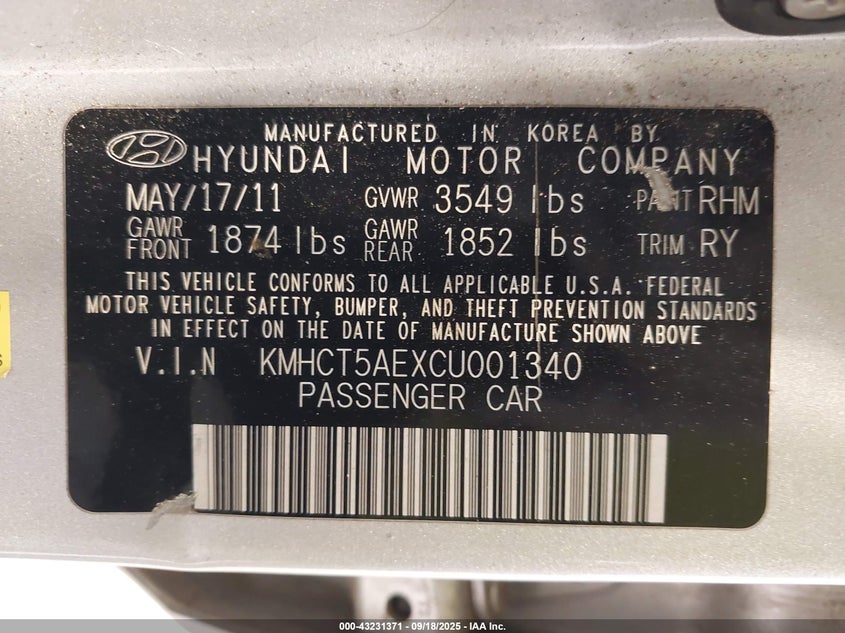 MANUFACTURED IN KOREA BY
HYUNDAI MOTOR COMPANY
MAY/17/11 GVWR 3549 lbs PAINT RHM
GAWR FRONT 1874 lbs GAWR REAR 1852 lbs TRIM RY
THIS VEHICLE CONFORMS TO ALL APPLICABLE U.S.A. FEDERAL
MOTOR VEHICLE SAFETY, BUMPER, AND THEFT PREVENTION STANDARDS
IN EFFECT ON THE DATE OF MANUFACTURE SHOWN ABOVE
V.I.N KMHCT5AEXCU001340
PASSENGER CAR
000-43231371 - 09/18/2025 - IAA Inc.